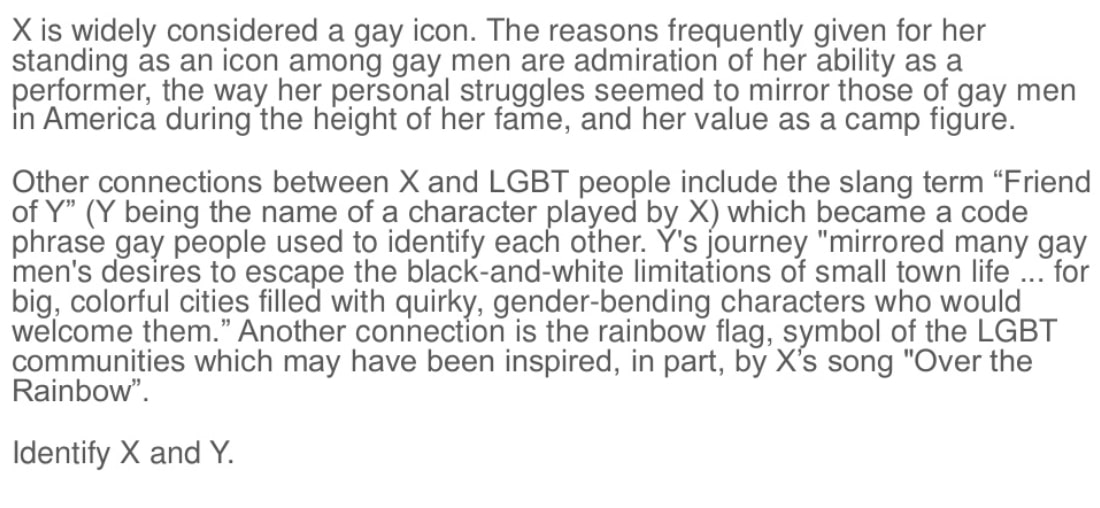 X is widely considered a gay icon. The reasons frequently given for her
standing as an icon among gay men are admiration of her ability as a
performer, the way her personal struggles seemed to mirror those of gay men
in America during the height of her fame, and her value as a camp figure.
Other connections between X and LGBT people include the slang term “Friend
of Y” (Y being the name of a character played by X) which became a code
phrase gay people used to identify each other. Y's journey "mirrored many gay
men's desires to escape the black-and-white limitations of small town life ... for
big, colorful cities filled with quirky, gender-bending characters who would
welcome them.” Another connection is the rainbow flag, symbol of the LGBT
communities which may have been inspired, in part, by X’s song "Over the
Rainbow”.
Identify X and Y.